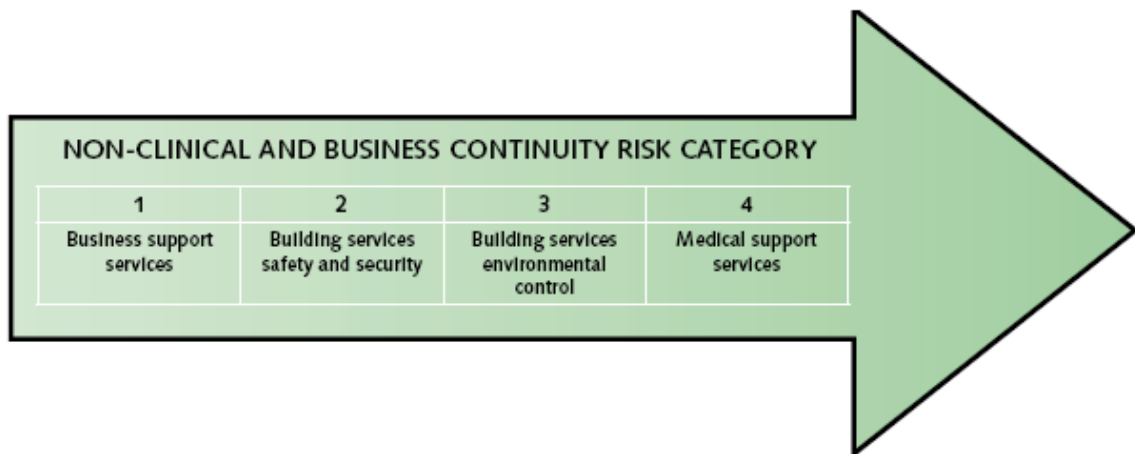 NON-CLINICAL AND BUSINESS CONTINUITY RISK CATEGORY
1
2
3
4
Business support
services
Building services
safety and security
Building services
environmental
control
Medical support
services